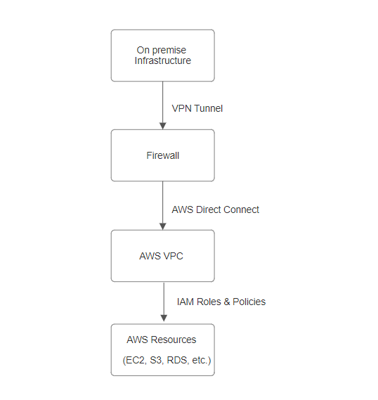 On premise
Infrastructure
VPN Tunnel
Firewall
AWS Direct Connect
AWS VPC
IAM Roles & Policies
AWS Resources
(EC2, S3, RDS, etc.)